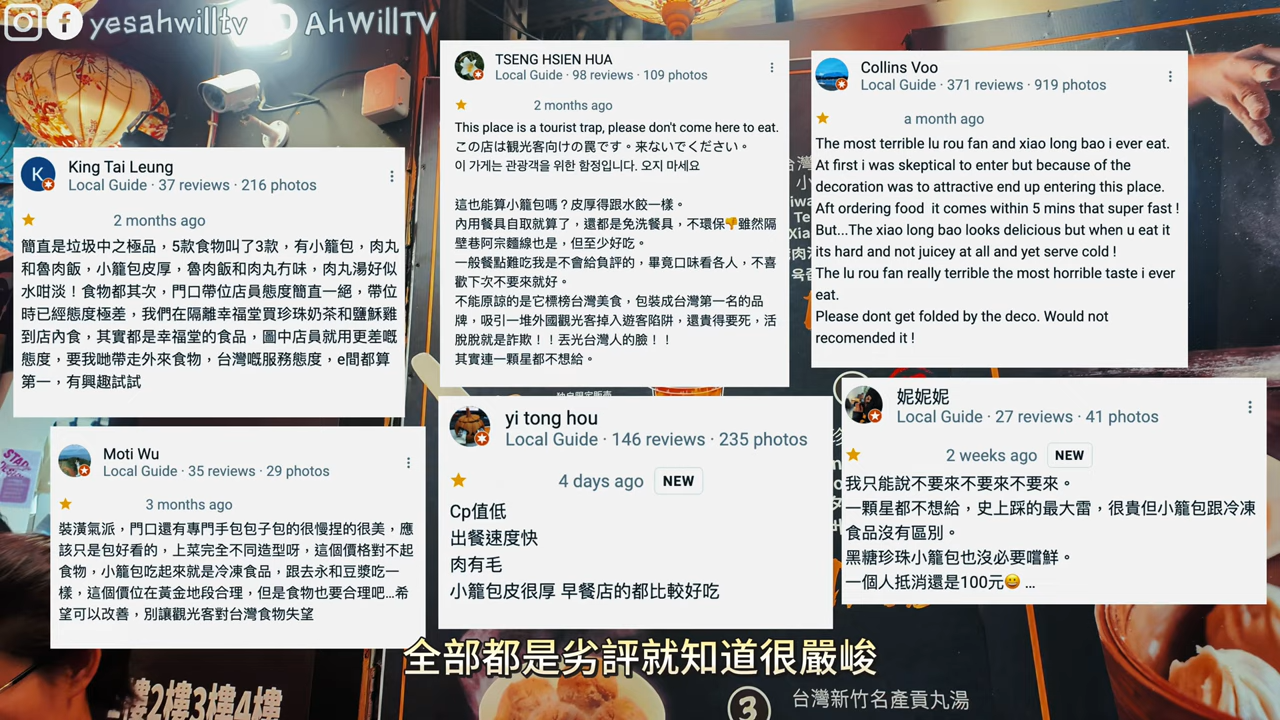 yesahwilltv
AhWillTV
King Tai Leung
Local Guide · 37 reviews · 216 photos
2 months ago
簡直是垃圾中之極品，5款食物叫了3款，有小籠包，肉丸
和魯肉飯，小籠包皮厚，魯肉飯和肉丸冇味，肉丸湯好似
水咁淡！食物都其次，門口帶位店員態度簡直一絕，帶位
時已經態度極差，我們在隔離幸福堂買珍珠奶茶和鹽穌雞
到店內食，其實都是幸福堂的食品，圖中店員就用更差嘅
態度，要我哋帶走外來食物，台灣嘅服務態度，e間都算
第一，有興趣試試
TSENG HSIEN HUA
Local Guide · 98 reviews · 109 photos
2 months ago
This place is a tourist trap, please don't come here to eat.
この店は観光客向けの罠です。来ないでください。
이 가게는 관광객을 위한 함정입니다. 오지 마세요
這也能算小籠包嗎？皮厚得跟水餃一樣。
內用餐具自取就算了，還都是免洗餐具，不環保👎雖然隔
壁巷阿宗麵線也是，但至少好吃。
一般餐點難吃我是不會給負評的，畢竟口味看各人，不喜
歡下次不要來就好。
不能原諒的是它標榜台灣美食，包裝成台灣第一名的品
牌，吸引一堆外國觀光客掉入遊客陷阱，還貴得要死，活
脫脫就是詐欺！！丟光台灣人的臉！！
其實連一顆星都不想給。
Collins Voo
Local Guide · 371 reviews · 919 photos
a month ago
The most terrible lu rou fan and xiao long bao i ever eat.
At first i was skeptical to enter but because of the
decoration was to attractive end up entering this place.
Aft ordering food it comes within 5 mins that super fast !
But...The xiao long bao looks delicious but when u eat it
its hard and not juicey at all and yet serve cold !
The lu rou fan really terrible the most horrible taste i ever
eat.
Please dont get folded by the deco. Would not
recomended it !
Moti Wu
Local Guide · 35 reviews · 29 photos
3 months ago
裝潢氣派，門口還有專門手包包子包的很慢捏的很美，應
該只是包好看的，上菜完全不同造型呀，這個價格對不起
食物，小籠包吃起來就是冷凍食品，跟去永和豆漿吃一
樣，這個價位在黃金地段合理，但是食物也要合理吧...希
望可以改善，別讓觀光客對台灣食物失望
yi tong hou
Local Guide · 146 reviews · 235 photos
4 days ago NEW
Cp值低
出餐速度快
肉有毛
小籠包皮很厚 早餐店的都比較好吃
妮妮妮
Local Guide · 27 reviews · 41 photos
2 weeks ago NEW
我只能說不要來不要來不要來。
一顆星都不想給，史上踩的最大雷，很貴但小籠包跟冷凍
食品沒有區別。
黑糖珍珠小籠包也沒必要嚐鮮。
一個人抵消還是100元😀 ...
全部都是劣評就知道很嚴峻
樓2樓3樓4樓
3 台灣新竹名產貢丸湯